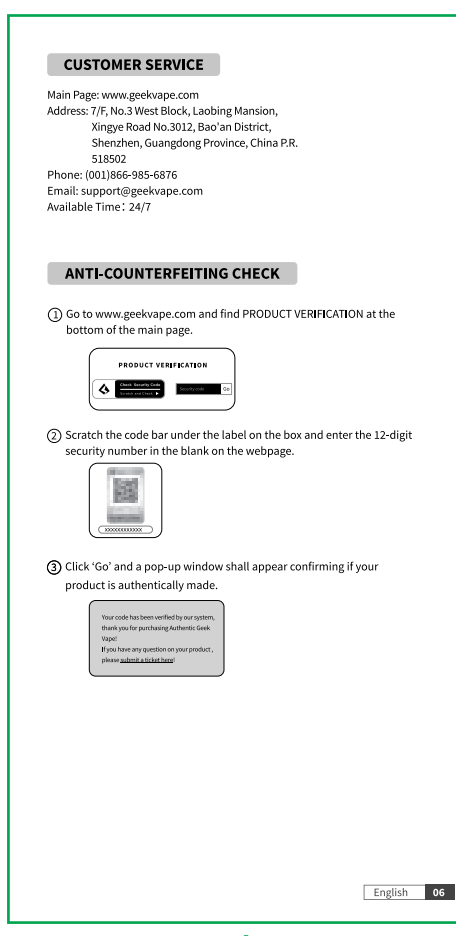 CUSTOMER SERVICE
Main Page: www.geekvape.com
Address: 7/F, No.3 West Block, Laobing Mansion,
Xingye Road No.3012, Bao'an District,
Shenzhen, Guangdong Province, China P.R.
518502
Phone: (001)866-985-6876
Email: support@geekvape.com
Available Time: 24/7
ANTI-COUNTERFEITING CHECK
① Go to www.geekvape.com and find PRODUCT VERIFICATION at the
bottom of the main page.
PRODUCT VERIFICATION
Check Security Code
Scratch and Check ▶
Security code
Go
② Scratch the code bar under the label on the box and enter the 12-digit
security number in the blank on the webpage.
XXXXXXXXXXXX
③ Click ‘Go’ and a pop-up window shall appear confirming if your
product is authentically made.
Your code has been verified by our system,
thank you for purchasing Authentic Geek
Vape!
If you have any question on your product ,
please submit a ticket here!
English 06